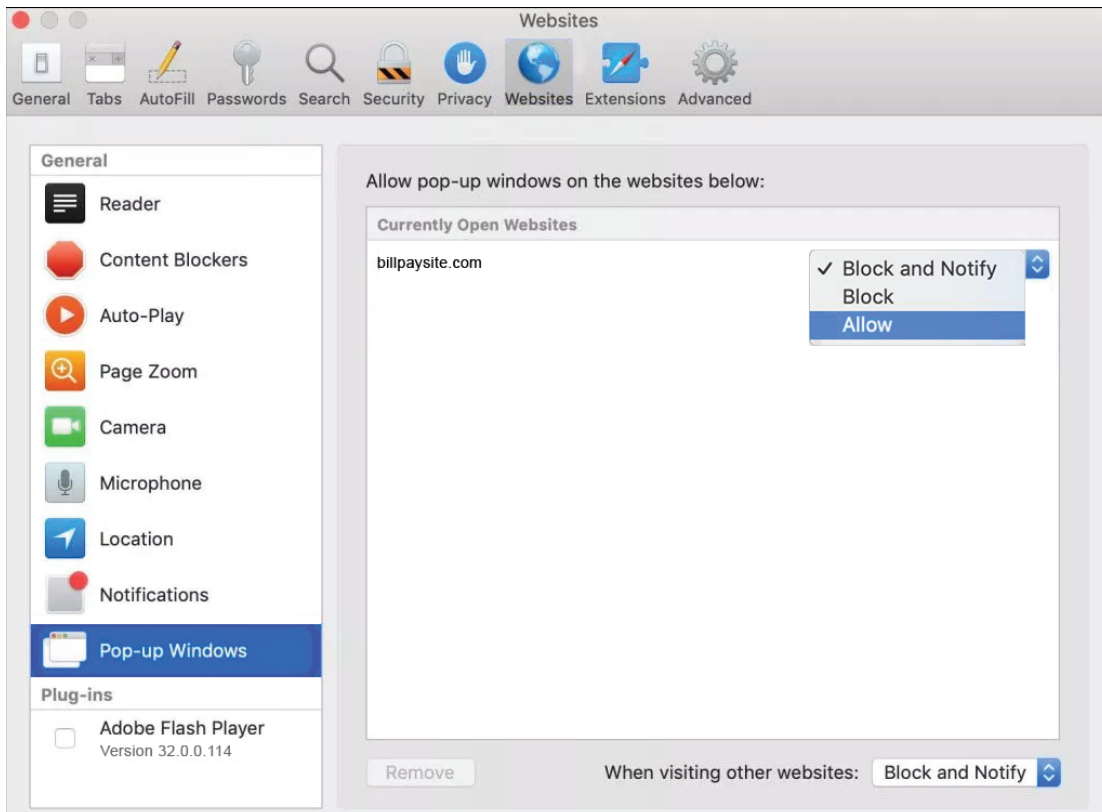 Websites
General Tabs AutoFill Passwords Search Security Privacy Websites Extensions Advanced
General
Reader
Content Blockers
Auto-Play
Page Zoom
Camera
Microphone
Location
Notifications
Pop-up Windows
Plug-ins
Adobe Flash Player
Version 32.0.0.114
Allow pop-up windows on the websites below:
Currently Open Websites
billpaysite.com
✓ Block and Notify
Block
Allow
Remove
When visiting other websites: Block and Notify